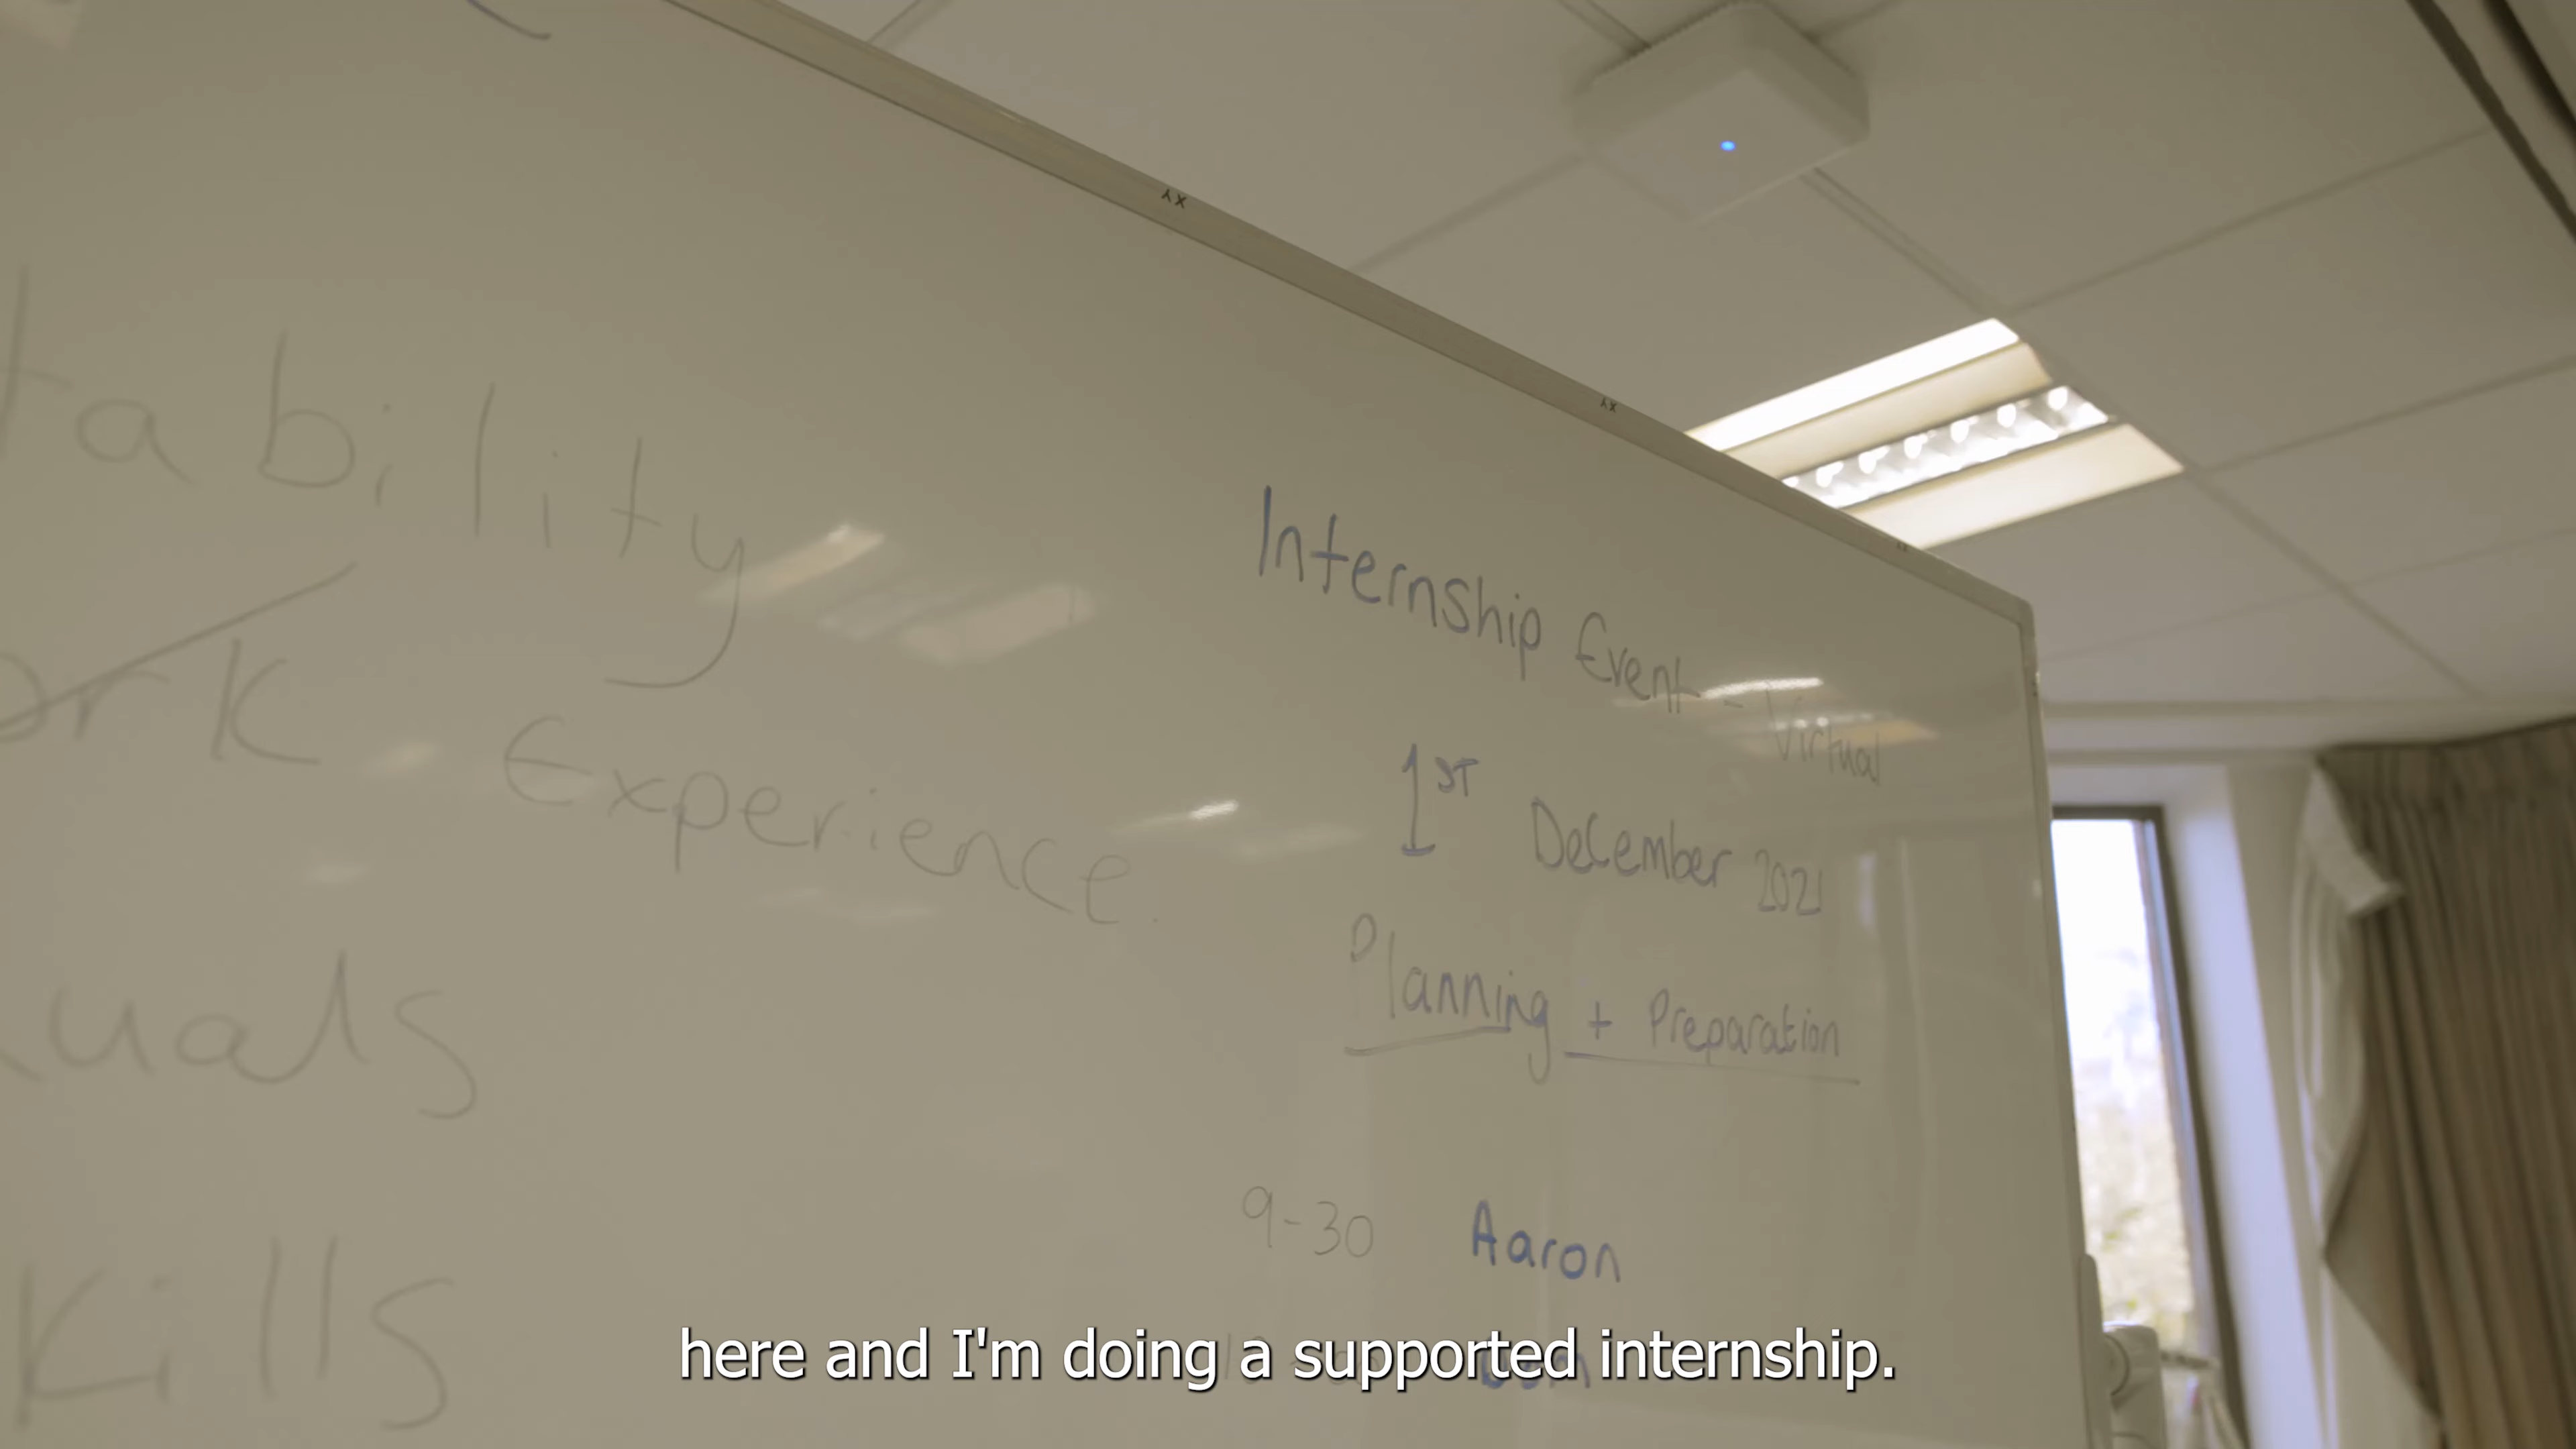 tability
ork Experience.
uals
kills
Internship Event - Virtual
1ST December 2021
Planning + Preparation
9-30 Aaron
here and I'm doing a supported internship.